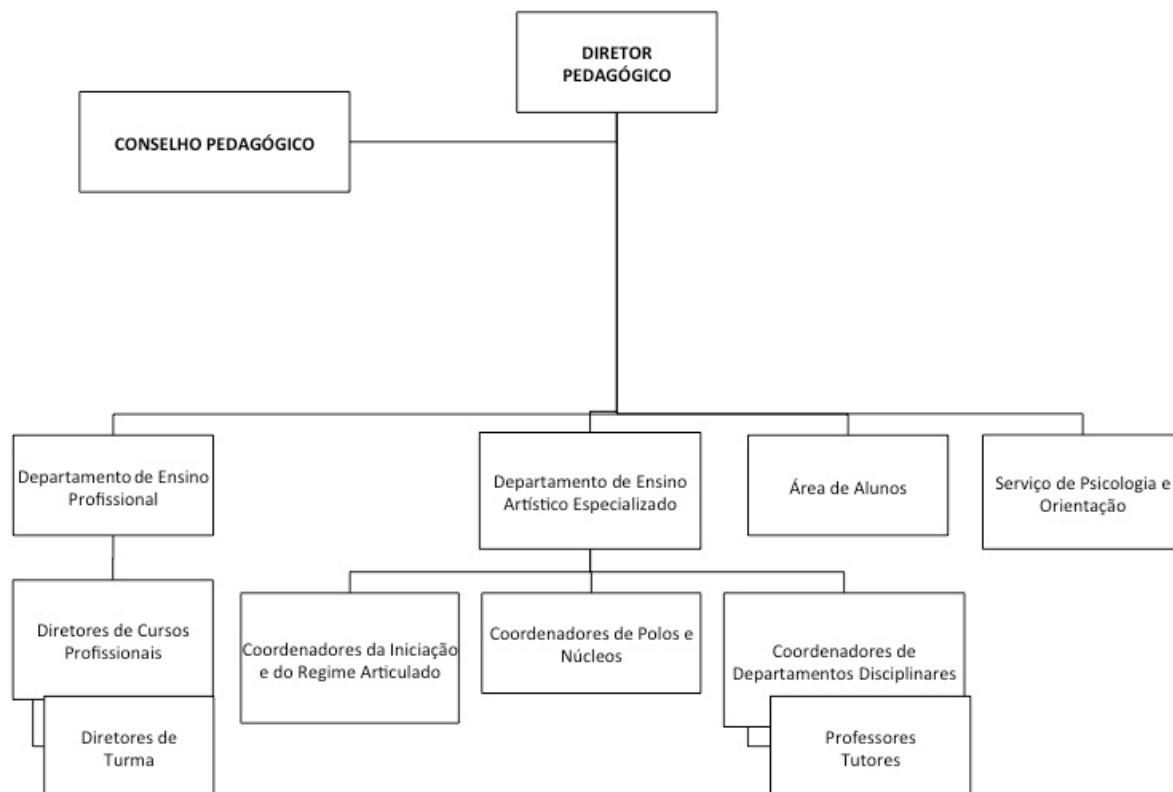 DIRETOR
PEDAGÓGICO
CONSELHO PEDAGÓGICO
Departamento de Ensino
Profissional
Departamento de Ensino
Artístico Especializado
Área de Alunos
Serviço de Psicologia e
Orientação
Diretores de Cursos
Profissionais
Coordenadores da Iniciação
e do Regime Articulado
Coordenadores de Polos e
Núcleos
Coordenadores de
Departamentos Disciplinares
Diretores de
Turma
Professores
Tutores